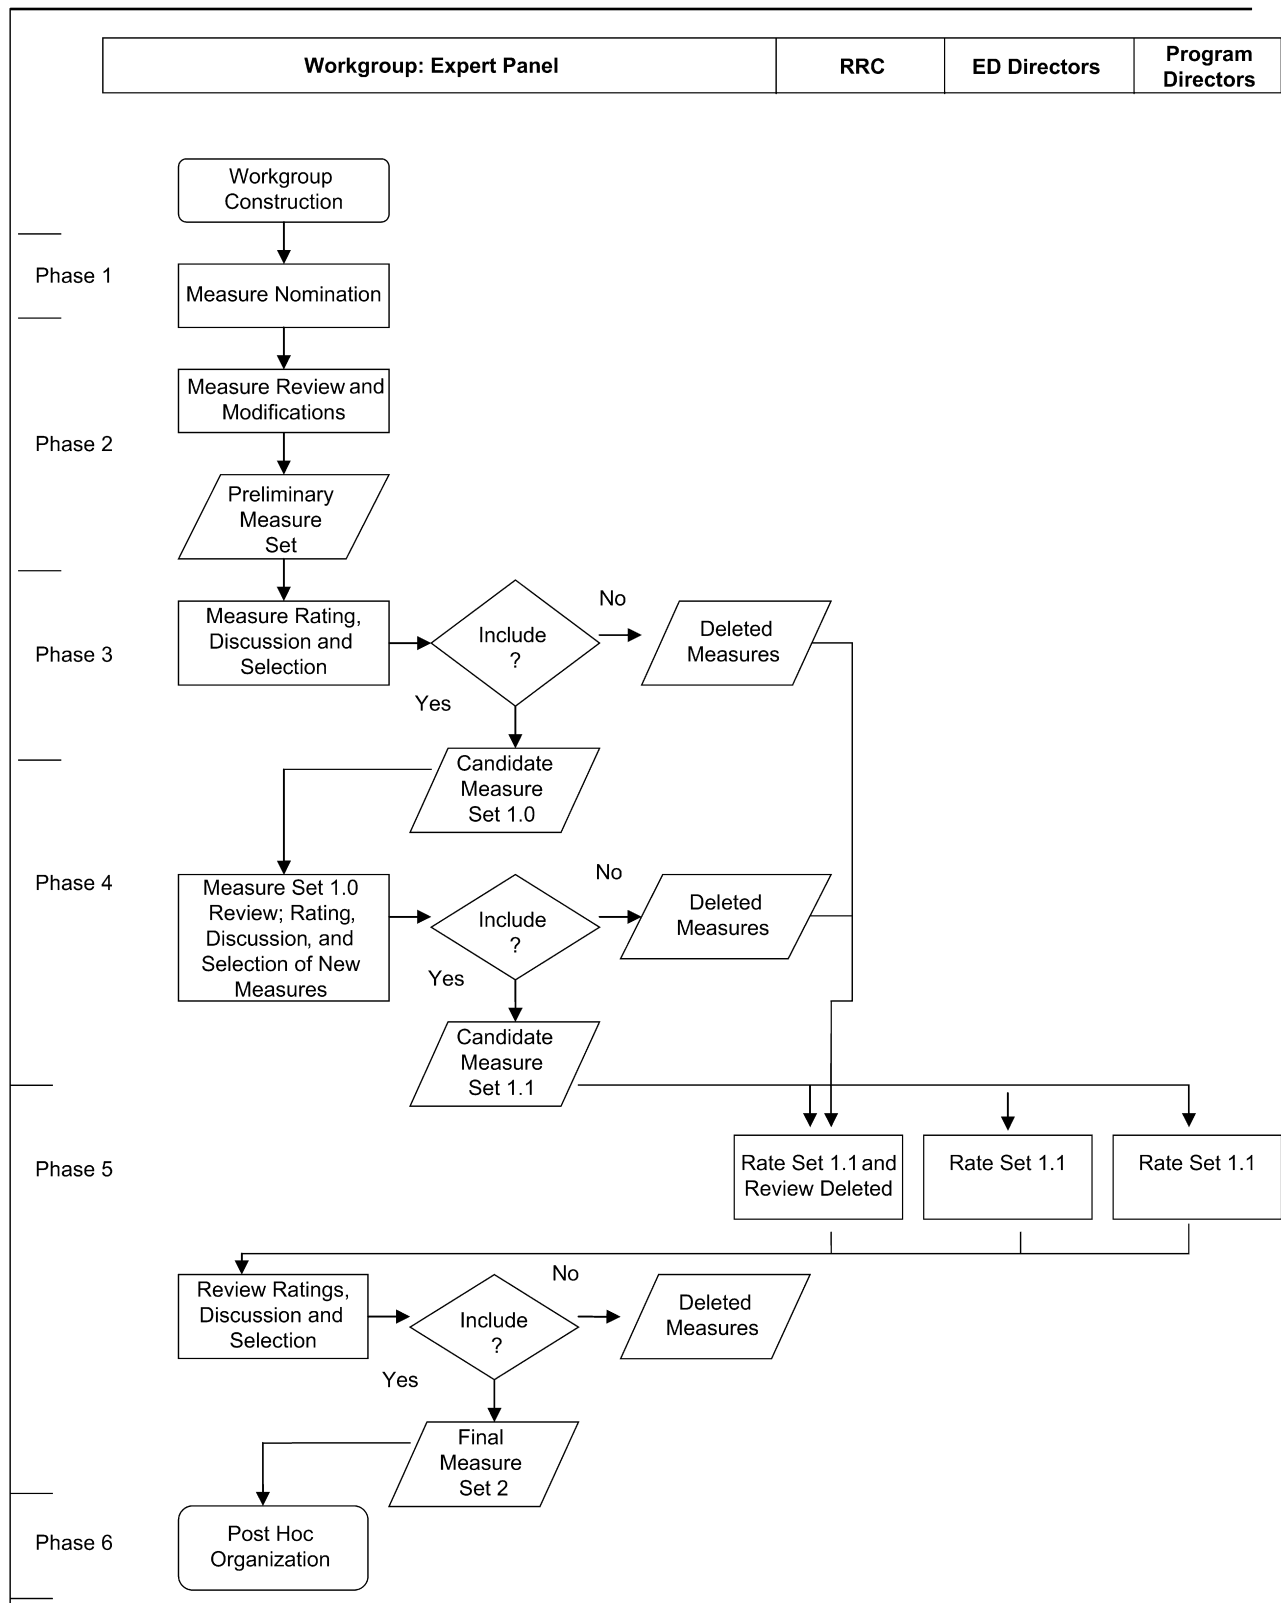 Workgroup: Expert Panel
RRC
ED Directors
Program
Directors
Workgroup
Construction
Phase 1
Measure Nomination
Measure Review and
Modifications
Phase 2
Preliminary
Measure
Set
Phase 3
Measure Rating,
Discussion and
Selection
Include
?
No
Deleted
Measures
Yes
Candidate
Measure
Set 1.0
Phase 4
Measure Set 1.0
Review; Rating,
Discussion, and
Selection of New
Measures
Include
?
No
Deleted
Measures
Yes
Candidate
Measure
Set 1.1
Phase 5
Rate Set 1.1 and
Review Deleted
Rate Set 1.1
Rate Set 1.1
Review Ratings,
Discussion and
Selection
Include
?
No
Deleted
Measures
Yes
Final
Measure
Set 2
Phase 6
Post Hoc
Organization